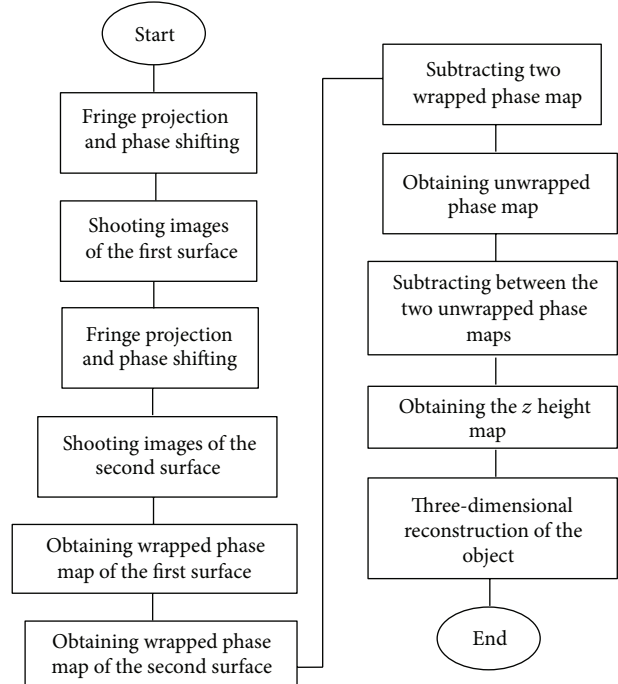 Start
Fringe projection
and phase shifting
Shooting images
of the first surface
Fringe projection
and phase shifting
Shooting images of the
second surface
Obtaining wrapped phase
map of the first surface
Obtaining wrapped phase
map of the second surface
Subtracting two
wrapped phase map
Obtaining unwrapped
phase map
Subtracting between the
two unwrapped phase
maps
Obtaining the z height
map
Three-dimensional
reconstruction of the
object
End